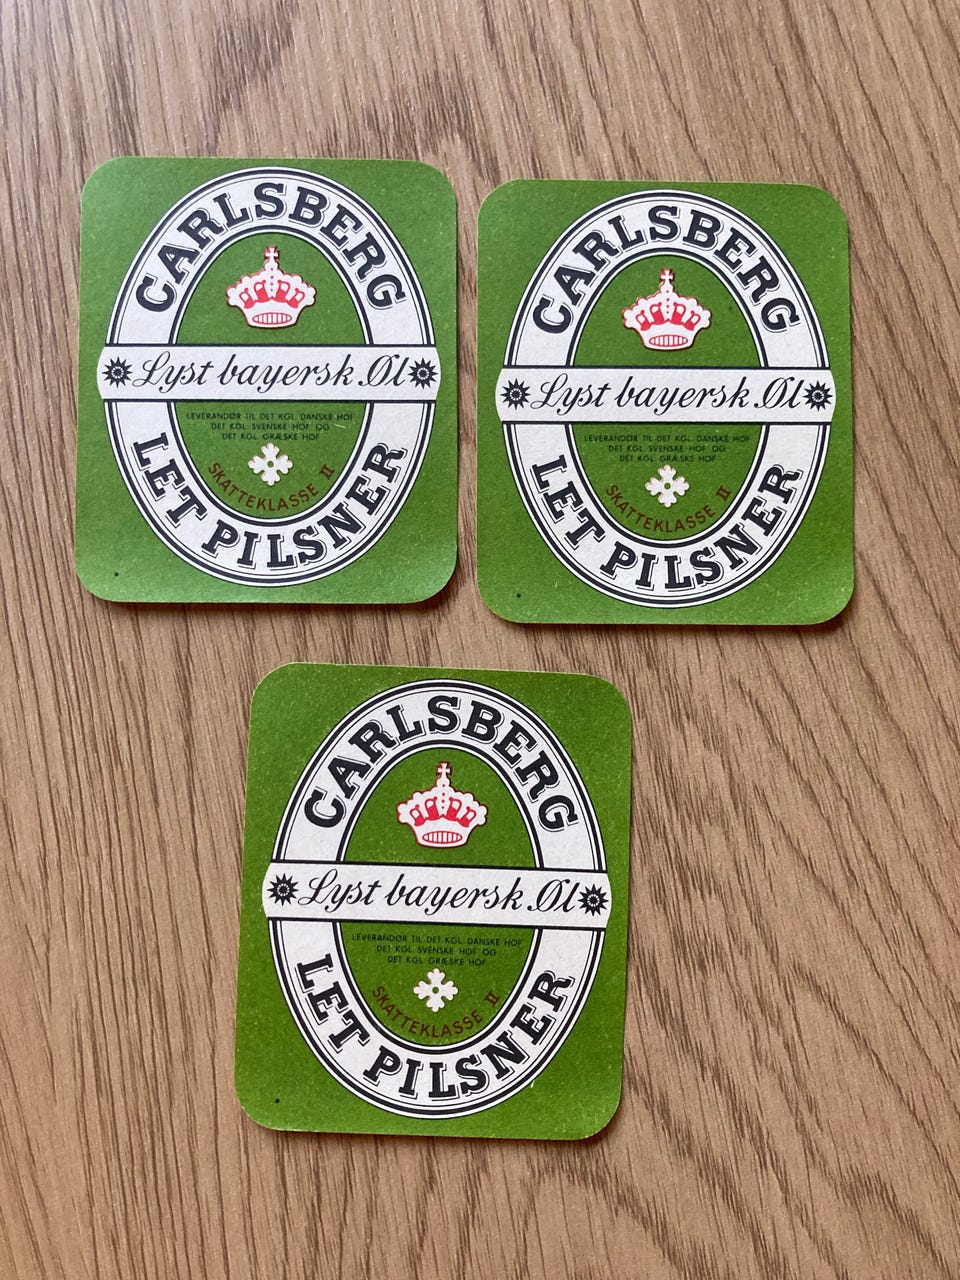 CARLSBERG
Lyst bayersk Øl
LEVERANDØR TIL DET KGL. DANSKE HOF
DET KGL. SVENSKE HOF OG
DET KGL. GRÆSKE HOF
SKATTEKLASSE II
LET PILSNER
CARLSBERG
Lyst bayersk Øl
LEVERANDØR TIL DET KGL. DANSKE HOF
DET KGL. SVENSKE HOF OG
DET KGL. GRÆSKE HOF
SKATTEKLASSE II
LET PILSNER
CARLSBERG
Lyst bayersk Øl
LEVERANDØR TIL DET KGL. DANSKE HOF
DET KGL. SVENSKE HOF OG
DET KGL. GRÆSKE HOF
SKATTEKLASSE II
LET PILSNER